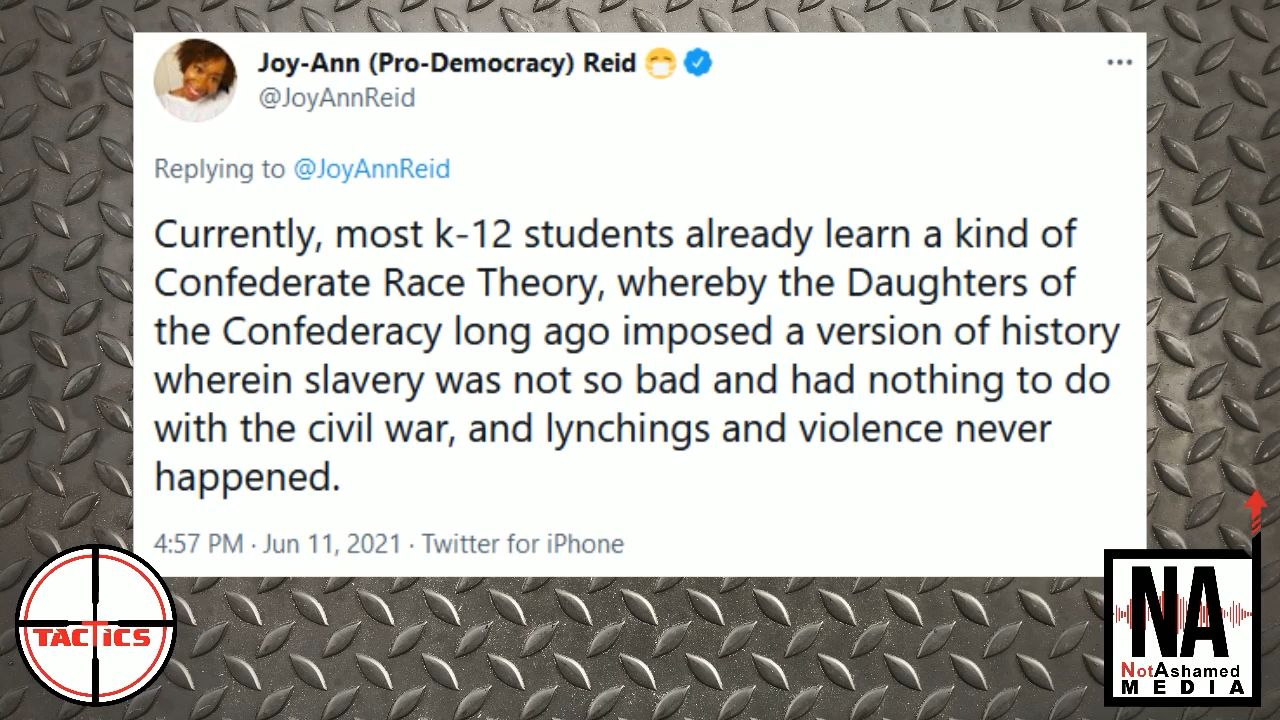 Joy-Ann (Pro-Democracy) Reid 😷
@JoyAnnReid
Replying to @JoyAnnReid
Currently, most k-12 students already learn a kind of
Confederate Race Theory, whereby the Daughters of
the Confederacy long ago imposed a version of history
wherein slavery was not so bad and had nothing to do
with the civil war, and lynchings and violence never
happened.
4:57 PM · Jun 11, 2021 · Twitter for iPhone
TACTICS
NA
NotAshamed
MEDIA